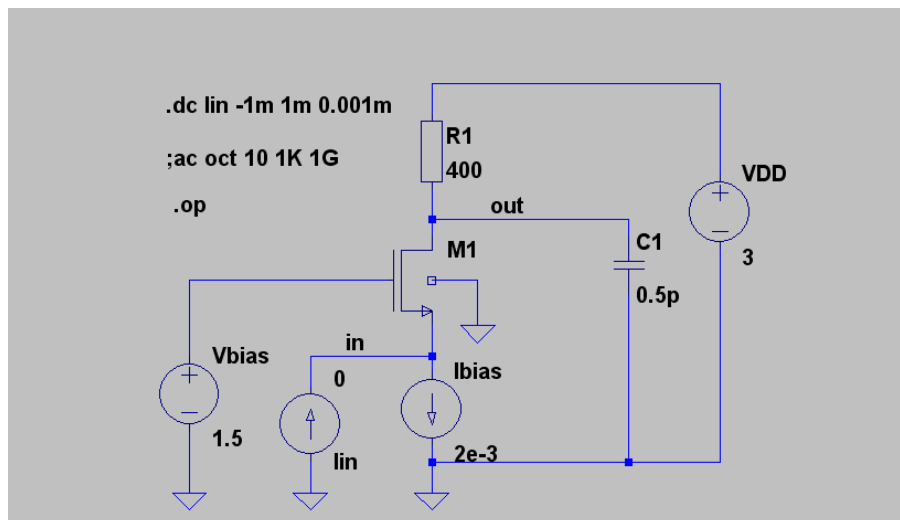 .dc Iin -1m 1m 0.001m
R1
;ac oct 10 1K 1G
400
VDD
.op
out
M1
C1
3
0.5p
in
Vbias
0
Ibias
1.5
Iin
2e-3